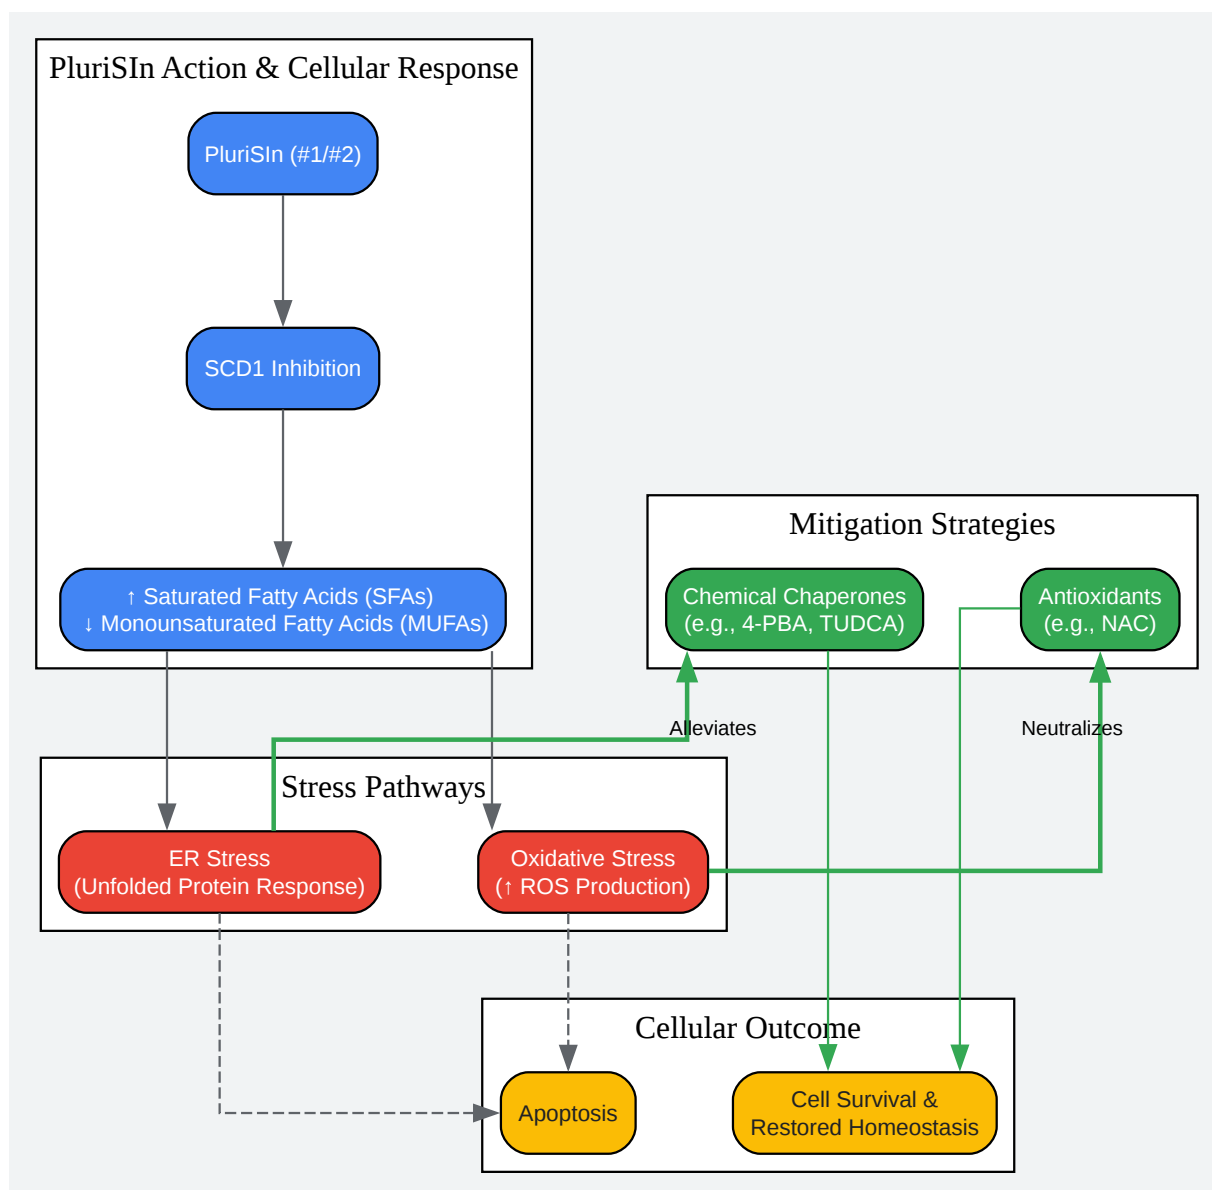 PluriSIn Action & Cellular Response
PluriSIn (#1/#2)
SCD1 Inhibition
↑ Saturated Fatty Acids (SFAs)
↓ Monounsaturated Fatty Acids (MUFAs)
Mitigation Strategies
Chemical Chaperones
(e.g., 4-PBA, TUDCA)
Antioxidants
(e.g., NAC)
Alleviates
Neutralizes
Stress Pathways
ER Stress
(Unfolded Protein Response)
Oxidative Stress
(↑ ROS Production)
Cellular Outcome
Apoptosis
Cell Survival &
Restored Homeostasis